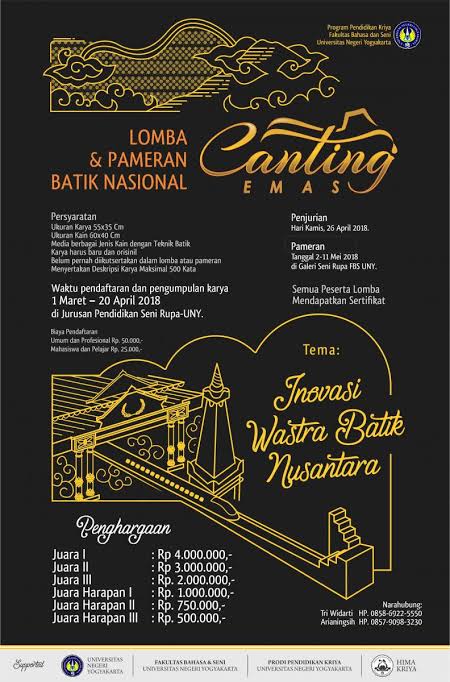 Program Pendidikan Kriya
Fakultas Bahasa dan Seni
Universitas Negeri Yogyakarta
LOMBA
& PAMERAN
BATIK NASIONAL
Canting
EMAS
Persyaratan
Ukuran Karya 55x35 Cm
Ukuran Kain 60x40 Cm
Media berbagai Jenis Kain dengan Teknik Batik
Karya harus baru dan orisinil
Belum pernah diikutsertakan dalam lomba atau pameran
Menyertakan Deskripsi Karya Maksimal 500 Kata
Waktu pendaftaran dan pengumpulan karya
1 Maret – 20 April 2018
di Jurusan Pendidikan Seni Rupa-UNY.
Biaya Pendaftaran
Umum dan Profesional Rp. 50.000,-
Mahasiswa dan Pelajar Rp. 25.000,-
Penjurian
Hari Kamis, 26 April 2018.
Pameran
Tanggal 2-11 Mei 2018
di Galeri Seni Rupa FBS UNY.
Semua Peserta Lomba
Mendapatkan Sertifikat
Tema:
Inovasi
Wastra Batik
Nusantara
Penghargaan
Juara I : Rp 4.000.000,-
Juara II : Rp 3.000.000,-
Juara III : Rp 2.000.000,-
Juara Harapan I : Rp 1.000.000,-
Juara Harapan II : Rp 750.000,-
Juara Harapan III : Rp 500.000,-
Narahubung:
Tri Widarti HP. 0858-6922-5550
Arianingsih HP. 0857-9098-3230
Supported
UNIVERSITAS
NEGERI
YOGYAKARTA
FAKULTAS BAHASA & SENI
UNIVERSITAS NEGERI YOGYAKARTA
PRODI PENDIDIKAN KRIYA
UNIVERSITAS NEGERI YOGYAKARTA
HIMA
KRIYA